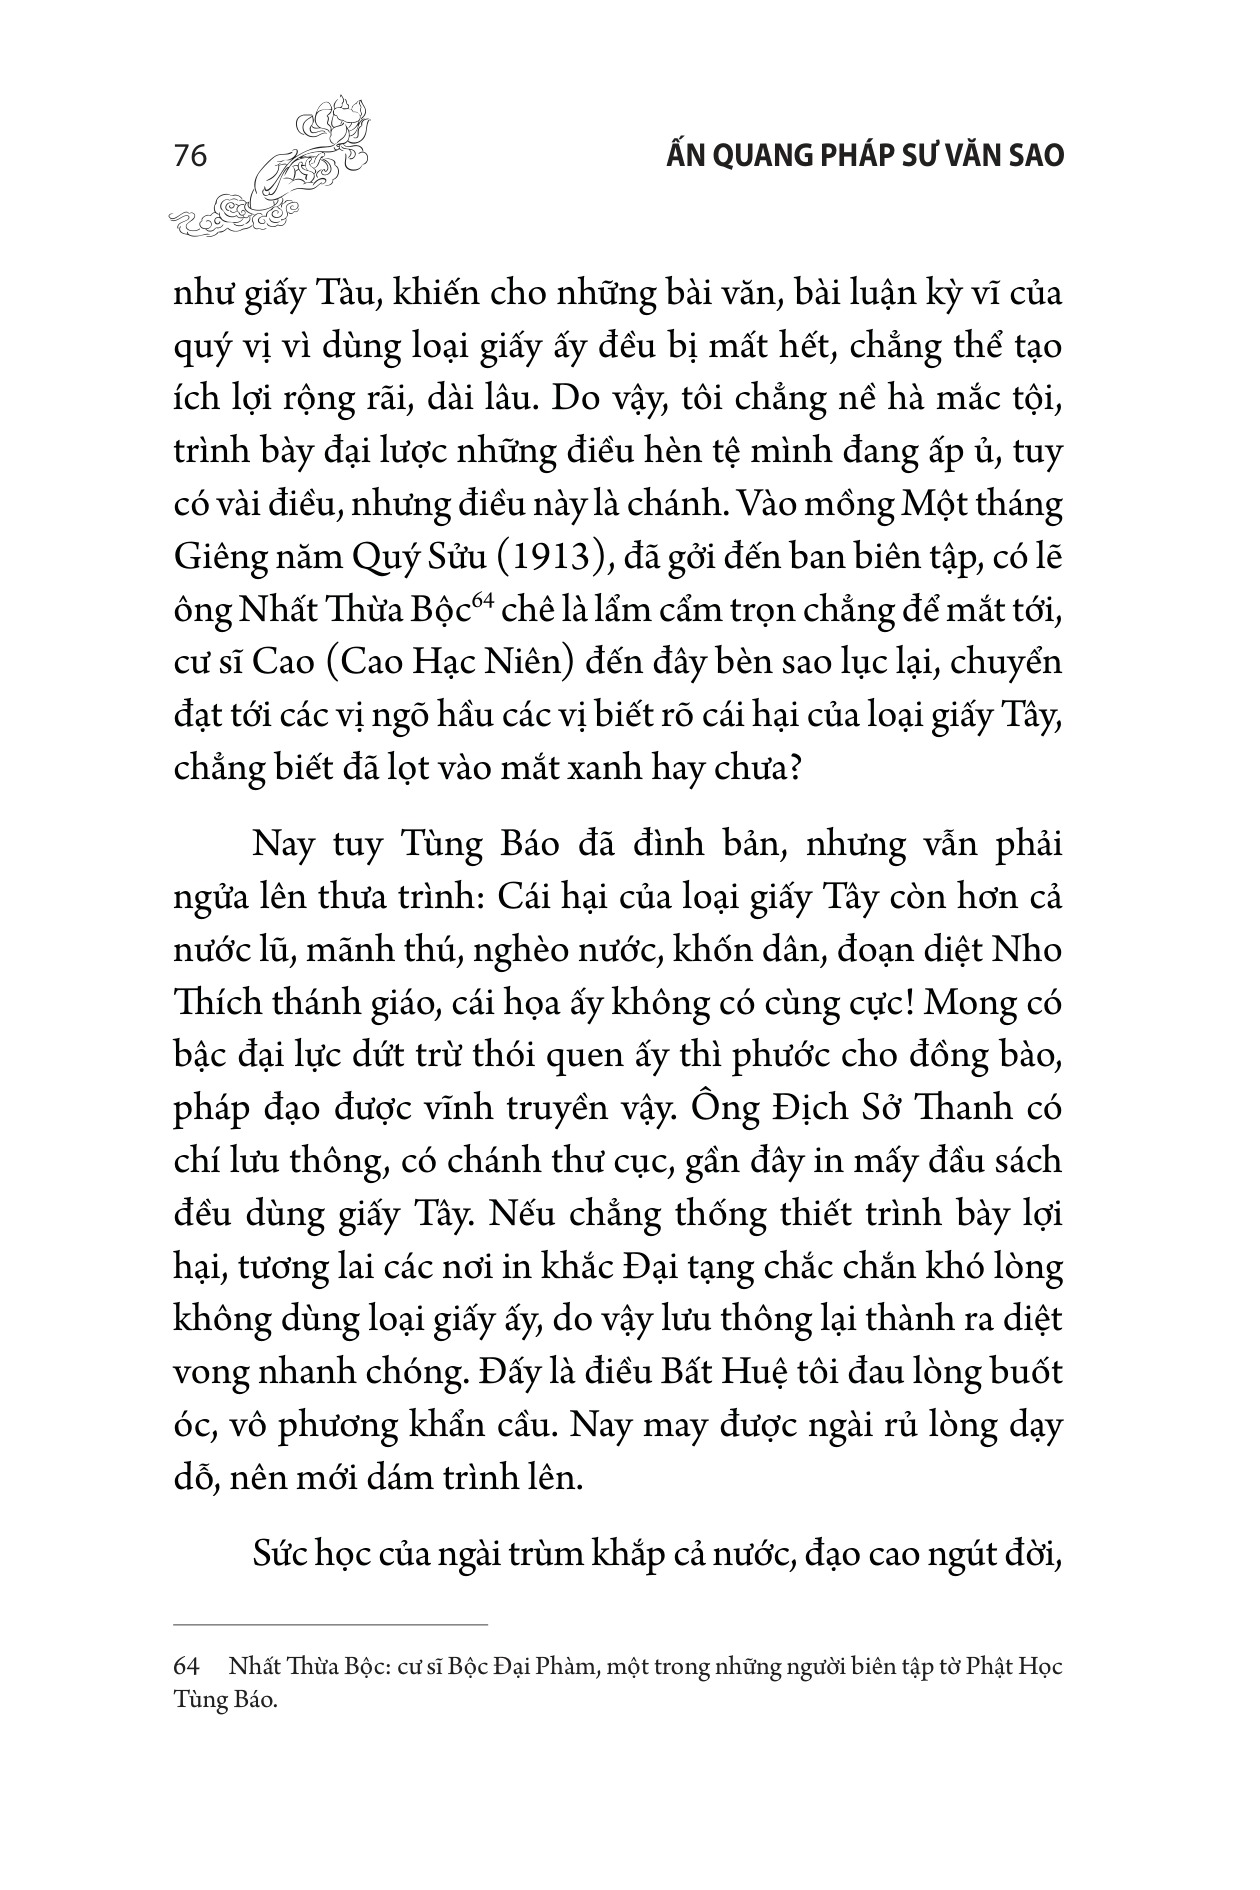 76
ẤN QUANG PHÁP SƯ VĂN SAO
như giấy Tàu, khiến cho những bài văn, bài luận kỳ vĩ của
quý vị vì dùng loại giấy ấy đều bị mất hết, chẳng thể tạo
ích lợi rộng rãi, dài lâu. Do vậy, tôi chẳng nề hà mắc tội,
trình bày đại lược những điều hèn tệ mình đang ấp ủ, tuy
có vài điều, nhưng điều này là chánh. Vào mồng Một tháng
Giêng năm Quý Sửu (1913), đã gởi đến ban biên tập, có lẽ
ông Nhất Thừa Bộc64 chê là lẩm cẩm trọn chẳng để mắt tới,
cư sĩ Cao (Cao Hạc Niên) đến đây bèn sao lục lại, chuyển
đạt tới các vị ngõ hầu các vị biết rõ cái hại của loại giấy Tây,
chẳng biết đã lọt vào mắt xanh hay chưa?
Nay tuy Tùng Báo đã đình bản, nhưng vẫn phải
ngửa lên thưa trình: Cái hại của loại giấy Tây còn hơn cả
nước lũ, mãnh thú, nghèo nước, khốn dân, đoạn diệt Nho
Thích thánh giáo, cái họa ấy không có cùng cực! Mong có
bậc đại lực dứt trừ thói quen ấy thì phước cho đồng bào,
pháp đạo được vĩnh truyền vậy. Ông Địch Sở Thanh có
chí lưu thông, có chánh thư cục, gần đây in mấy đầu sách
đều dùng giấy Tây. Nếu chẳng thống thiết trình bày lợi
hại, tương lai các nơi in khắc Đại tạng chắc chắn khó lòng
không dùng loại giấy ấy, do vậy lưu thông lại thành ra diệt
vong nhanh chóng. Đấy là điều Bất Huệ tôi đau lòng buốt
óc, vô phương khẩn cầu. Nay may được ngài rủ lòng dạy
dỗ, nên mới dám trình lên.
Sức học của ngài trùm khắp cả nước, đạo cao ngút đời,
64 Nhất Thừa Bộc: cư sĩ Bộc Đại Phàm, một trong những người biên tập tờ Phật Học
Tùng Báo.